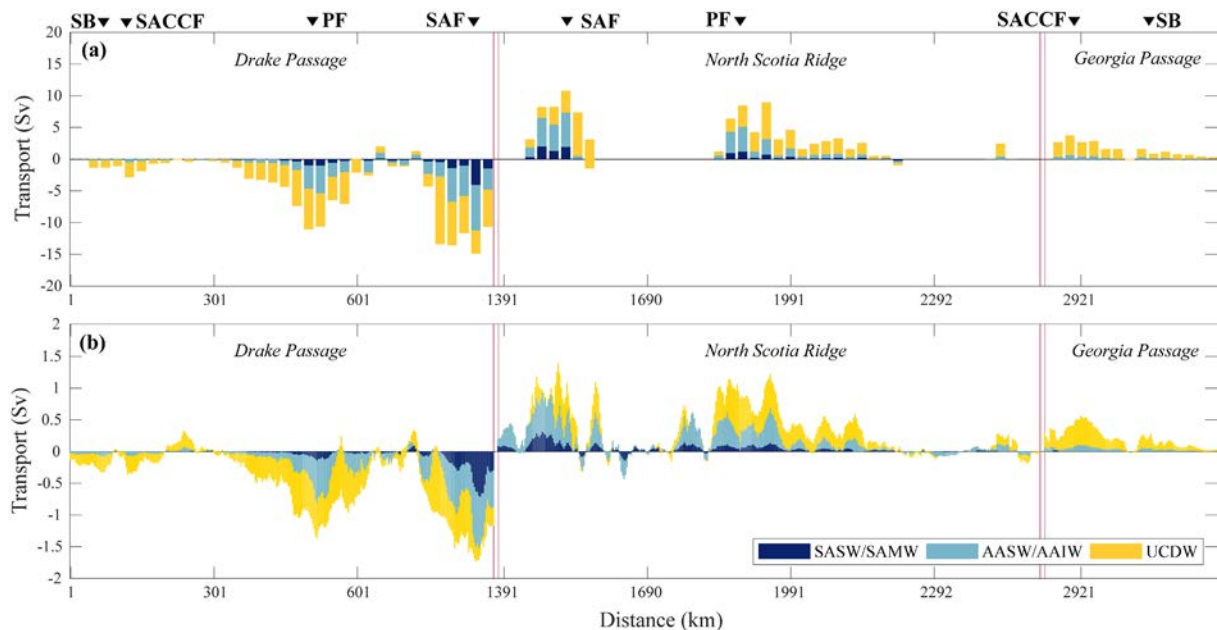 SB▼ ▼SACCF ▼PF SAF▼ ▼SAF PF▼ SACCF▼ ▼SB
20
(a) Drake Passage North Scotia Ridge Georgia Passage
15
10
5
0
-5
-10
-15
-20
Transport (Sv)
1 301 601 1391 1690 1991 2292 2921
2
(b) Drake Passage North Scotia Ridge Georgia Passage
1.5
1
0.5
0
-0.5
-1
-1.5
-2
Transport (Sv)
SASW/SAMW AASW/AAIW UCDW
1 301 601 1391 1690 1991 2292 2921
Distance (km)